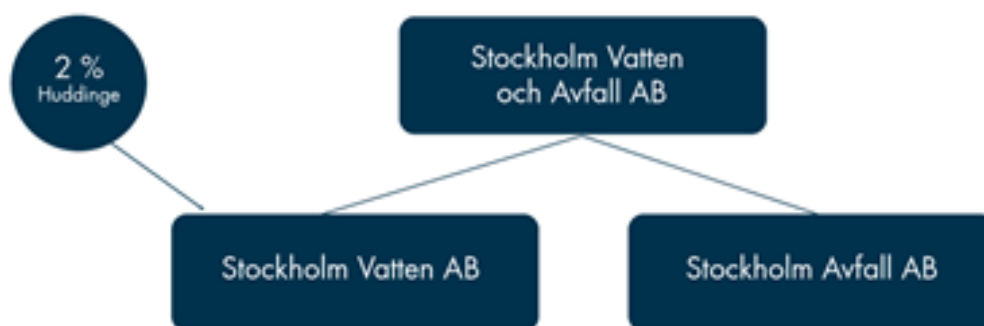 2 %
Huddinge
Stockholm Vatten
och Avfall AB
Stockholm Vatten AB
Stockholm Avfall AB